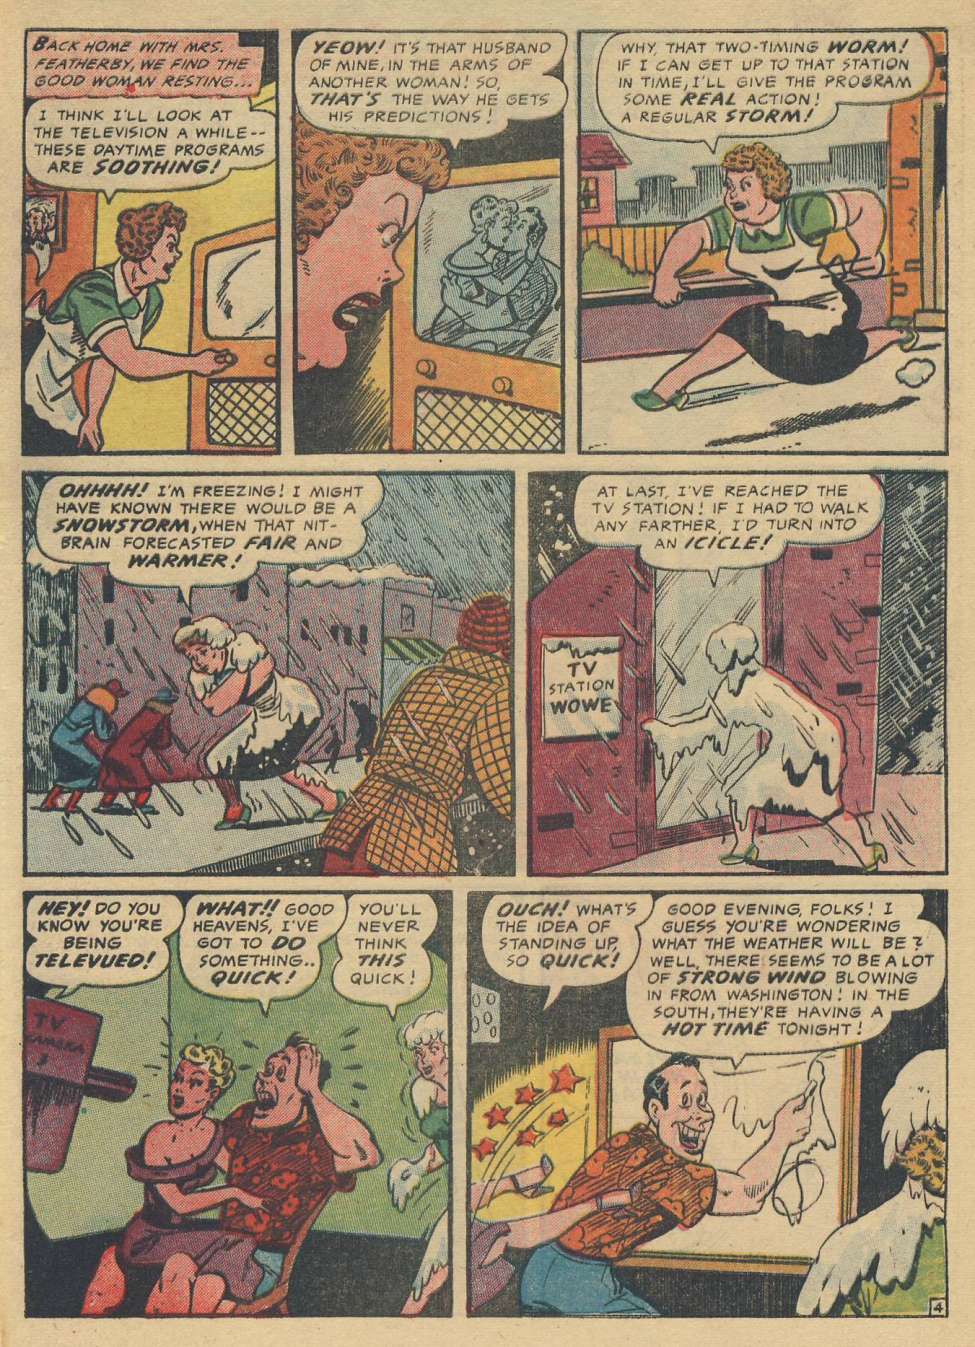 BACK HOME WITH MRS.
FEATHERBY, WE FIND THE
GOOD WOMAN RESTING...
I THINK I'LL LOOK AT
THE TELEVISION A WHILE--
THESE DAYTIME PROGRAMS
ARE SOOTHING!
YEOW! IT'S THAT HUSBAND
OF MINE, IN THE ARMS OF
ANOTHER WOMAN! SO,
THAT'S THE WAY HE GETS
HIS PREDICTIONS!
WHY, THAT TWO-TIMING WORM!
IF I CAN GET UP TO THAT STATION
IN TIME, I'LL GIVE THE PROGRAM
SOME REAL ACTION!
A REGULAR STORM!
OHHHH! I'M FREEZING! I MIGHT
HAVE KNOWN THERE WOULD BE A
SNOWSTORM, WHEN THAT NIT-
BRAIN FORECASTED FAIR AND
WARMER!
AT LAST, I'VE REACHED THE
TV STATION! IF I HAD TO WALK
ANY FARTHER, I'D TURN INTO
AN ICICLE!
TV
STATION
WOWE
HEY! DO YOU
KNOW YOU'RE
BEING
TELEVUED!
WHAT!! GOOD
HEAVENS, I'VE
GOT TO DO
SOMETHING..
QUICK!
YOU'LL
NEVER
THINK
THIS
QUICK!
TV
CAMERA
3
OUCH! WHAT'S
THE IDEA OF
STANDING UP,
SO QUICK!
GOOD EVENING, FOLKS! I
GUESS YOU'RE WONDERING
WHAT THE WEATHER WILL BE?
WELL, THERE SEEMS TO BE A LOT
OF STRONG WIND BLOWING
IN FROM WASHINGTON! IN THE
SOUTH, THEY'RE HAVING A
HOT TIME TONIGHT!
4